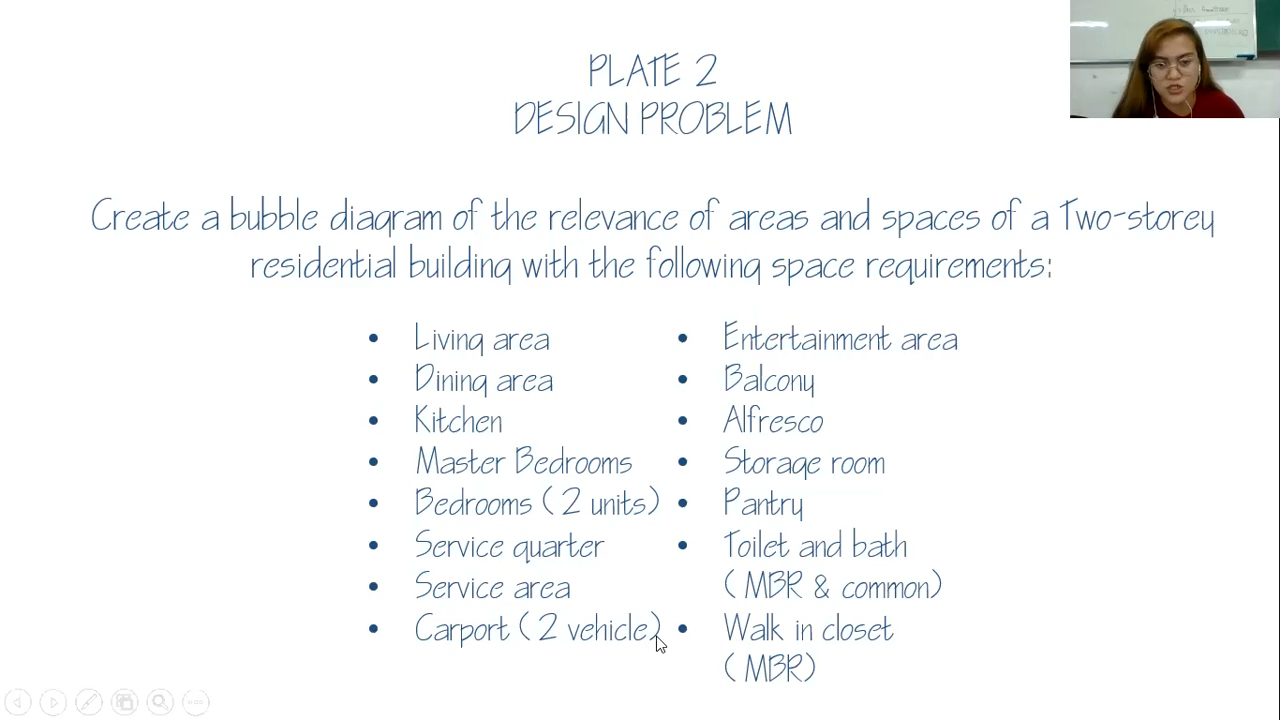 PLATE 2
DESIGN PROBLEM
Create a bubble diagram of the relevance of areas and spaces of a Two-storey
residential building with the following space requirements:
• Living area
• Dining area
• Kitchen
• Master Bedrooms
• Bedrooms ( 2 units)
• Service quarter
• Service area
• Carport ( 2 vehicle)
• Entertainment area
• Balcony
• Alfresco
• Storage room
• Pantry
• Toilet and bath
( MBR & common)
• Walk in closet
( MBR)